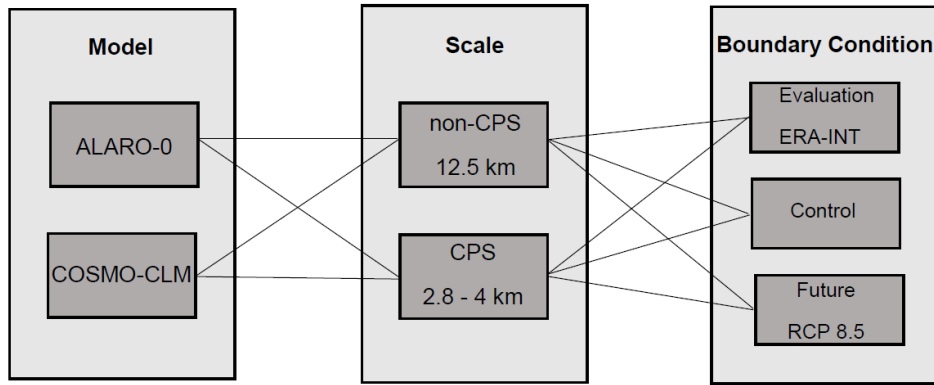 Model
ALARO-0
COSMO-CLM
Scale
non-CPS
12.5 km
CPS
2.8 - 4 km
Boundary Condition
Evaluation
ERA-INT
Control
Future
RCP 8.5